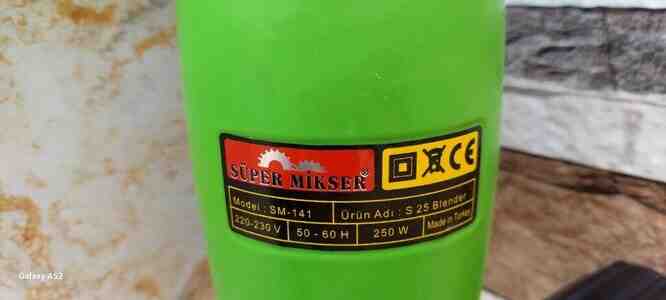 SÜPER MİKSER®
CE
Model : SM-141 Ürün Adı : S 25 Blender
220-230 V 50 - 60 H 250 W Made in Turkey
Galaxy A52